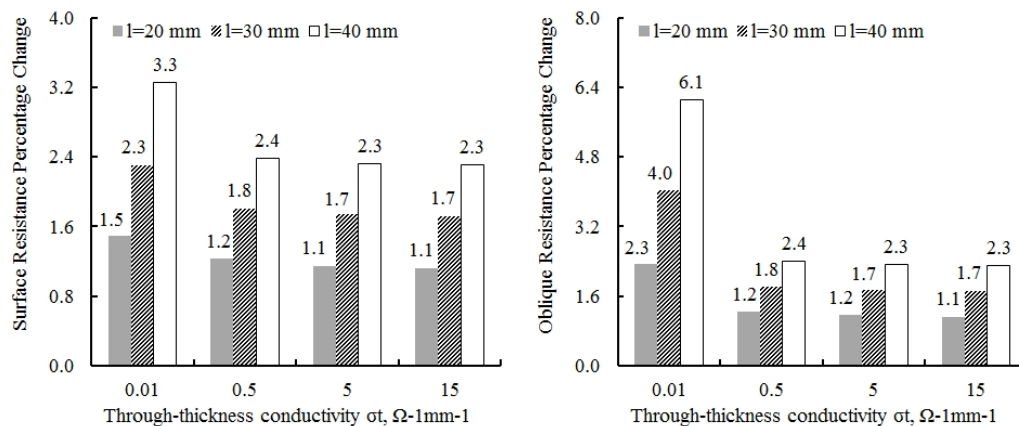 Surface Resistance Percentage Change
4.0
3.2
2.4
1.6
0.8
0.0
l=20 mm l=30 mm l=40 mm
1.5 2.3 3.3
1.2 1.8 2.4
1.1 1.7 2.3
1.1 1.7 2.3
0.01 0.5 5 15
Through-thickness conductivity σt, Ω-1mm-1
Oblique Resistance Percentage Change
8.0
6.4
4.8
3.2
1.6
0.0
l=20 mm l=30 mm l=40 mm
2.3 4.0 6.1
1.2 1.8 2.4
1.2 1.7 2.3
1.1 1.7 2.3
0.01 0.5 5 15
Through-thickness conductivity σt, Ω-1mm-1